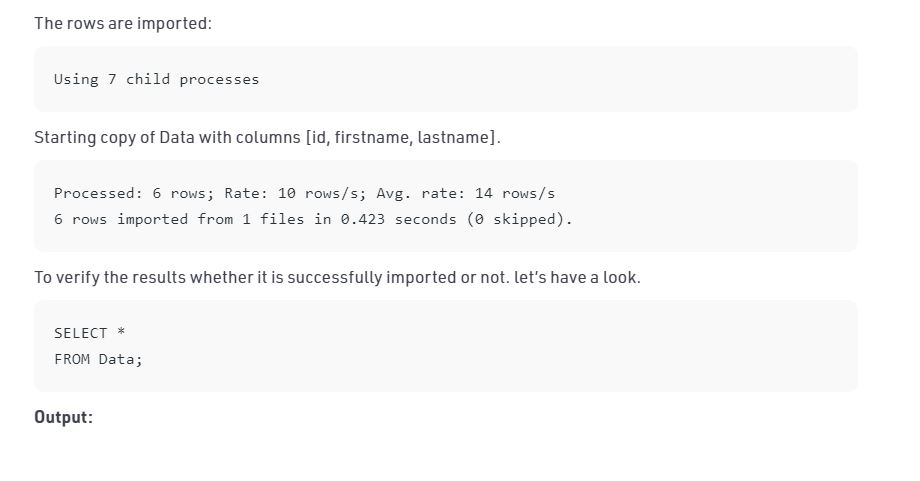 The rows are imported:
Using 7 child processes
Starting copy of Data with columns [id, firstname, lastname].
Processed: 6 rows; Rate: 10 rows/s; Avg. rate: 14 rows/s
6 rows imported from 1 files in 0.423 seconds (0 skipped).
To verify the results whether it is successfully imported or not. let’s have a look.
SELECT *
FROM Data;
Output: